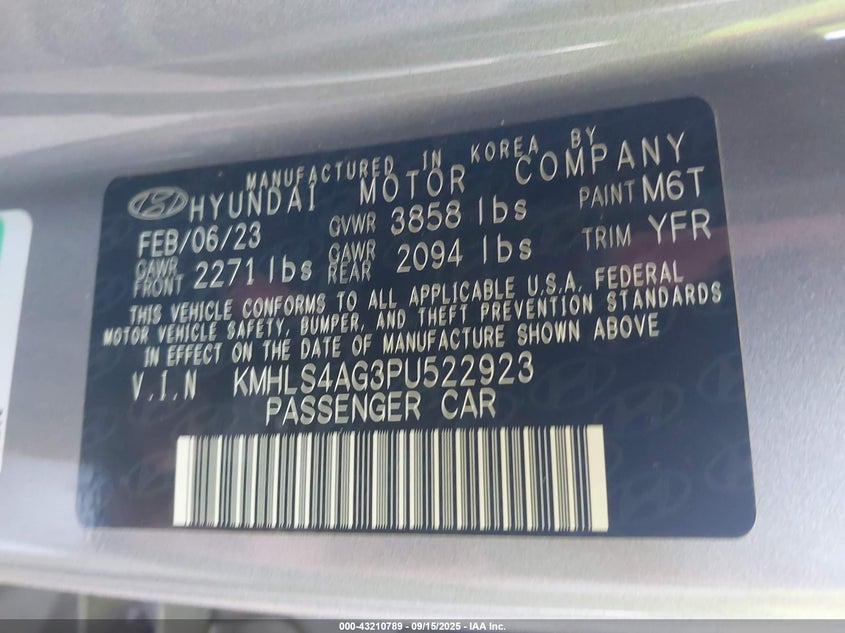 MANUFACTURED IN KOREA BY
HYUNDAI MOTOR COMPANY
FEB/06/23 GVWR 3858 lbs PAINT M6T
GAWR FRONT 2271 lbs GAWR REAR 2094 lbs TRIM YFR
THIS VEHICLE CONFORMS TO ALL APPLICABLE U.S.A. FEDERAL
MOTOR VEHICLE SAFETY, BUMPER, AND THEFT PREVENTION STANDARDS
IN EFFECT ON THE DATE OF MANUFACTURE SHOWN ABOVE
V.I.N KMHLS4AG3PU522923
PASSENGER CAR
000-43210789 - 09/15/2025 - IAA Inc.